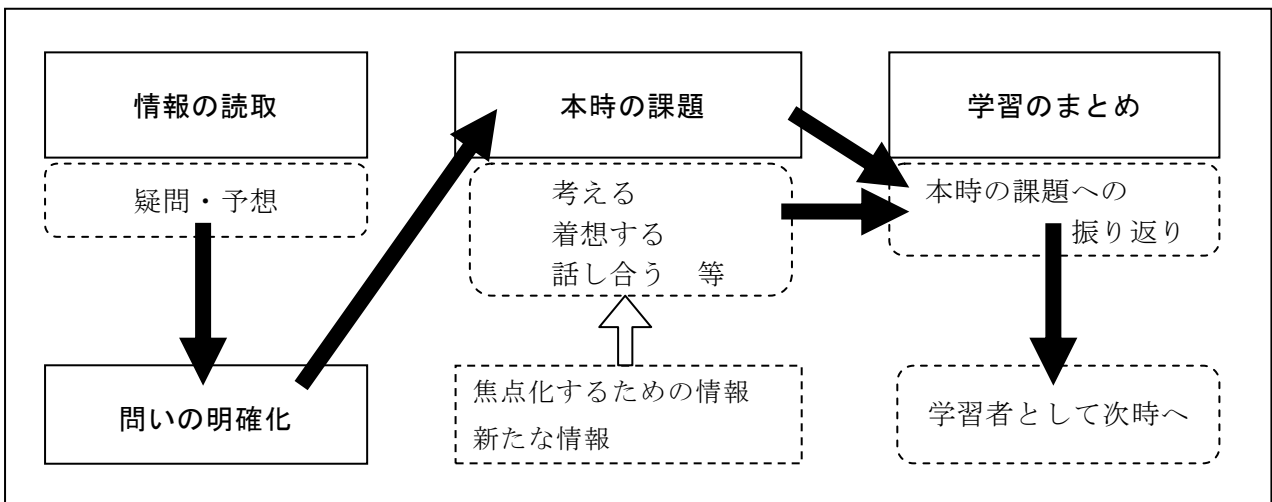 情報の読取
疑問・予想
問いの明確化
本時の課題
考える
着想する
話し合う　等
焦点化するための情報
新たな情報
学習のまとめ
本時の課題への
振り返り
学習者として次時へ